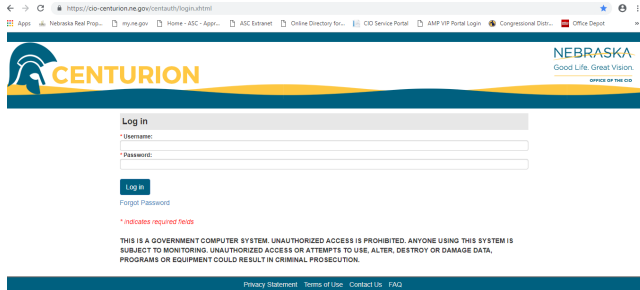 https://cio-centurion.ne.gov/centauth/login.xhtml
Apps Nebraska Real Prop... my.ne.gov Home - ASC - Appr... ASC Extranet Online Directory for... CIO Service Portal AMP VIP Portal Login Congressional Distr... Office Depot »
CENTURION
NEBRASKA
Good Life. Great Vision.
OFFICE OF THE CIO
Log in
* Username:
* Password:
Log in
Forgot Password
* indicates required fields
THIS IS A GOVERNMENT COMPUTER SYSTEM. UNAUTHORIZED ACCESS IS PROHIBITED. ANYONE USING THIS SYSTEM IS
SUBJECT TO MONITORING. UNAUTHORIZED ACCESS OR ATTEMPTS TO USE, ALTER, DESTROY OR DAMAGE DATA,
PROGRAMS OR EQUIPMENT COULD RESULT IN CRIMINAL PROSECUTION.
Privacy Statement Terms of Use Contact Us FAQ